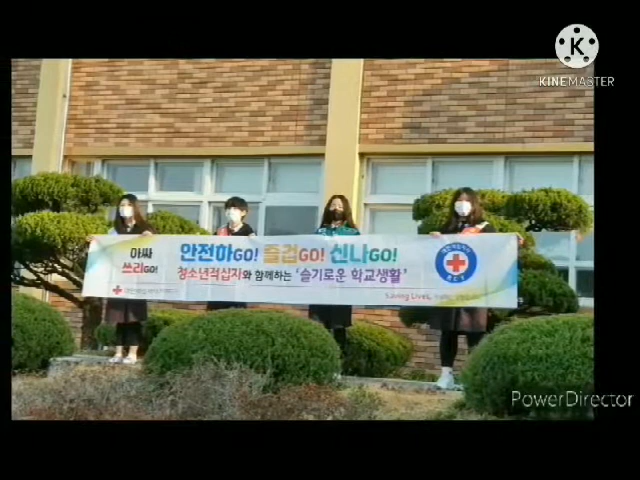 KINEMASTER
아싸
쓰리GO!
안전하GO! 즐겁GO! 신나GO!
청소년적십자와 함께하는 '슬기로운 학교생활'
Saving Lives,
PowerDirector